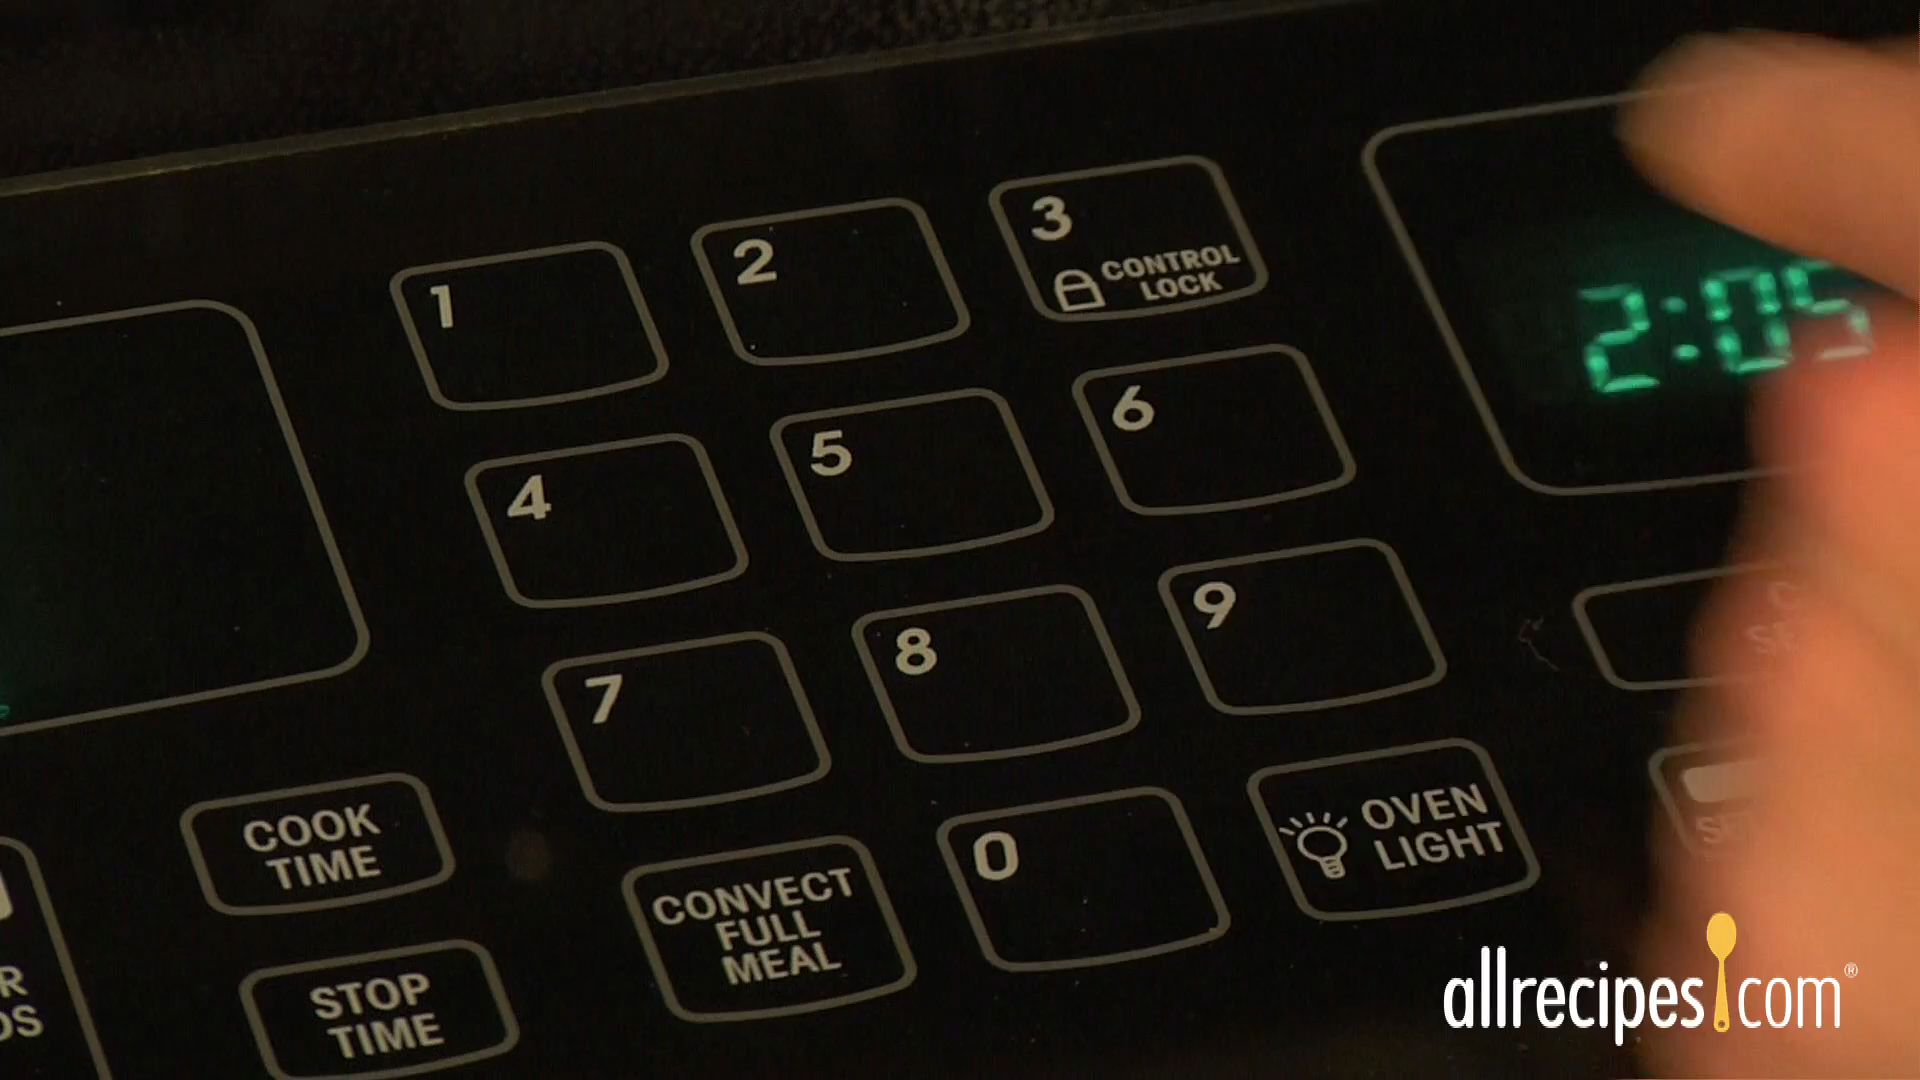 1
2
3
CONTROL
LOCK
2:05
4
5
6
7
8
9
COOK
TIME
CONVECT
FULL
MEAL
0
OVEN
LIGHT
STOP
TIME
allrecipes.com®